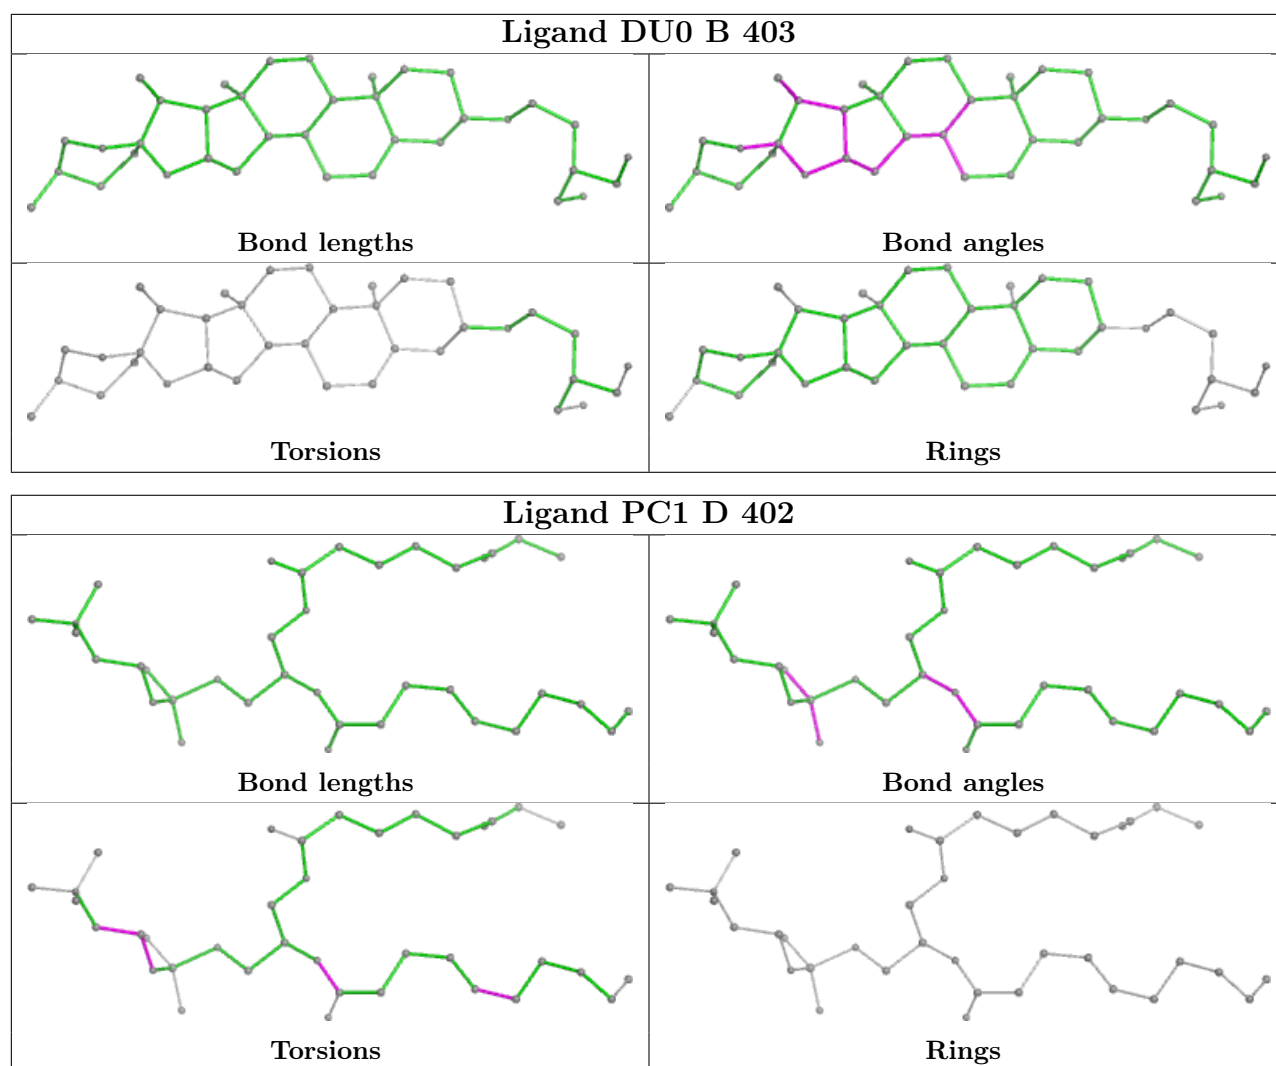 Ligand DU0 B 403
Bond lengths
Bond angles
Torsions
Rings
Ligand PC1 D 402
Bond lengths
Bond angles
Torsions
Rings